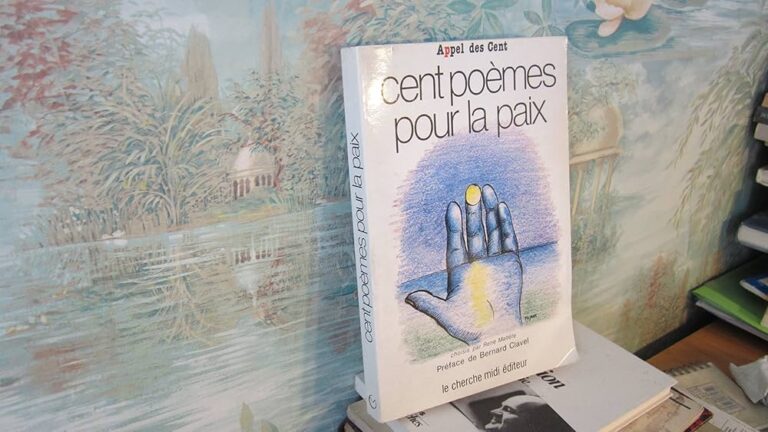 Appel des Cent
cent poèmes
pour la paix
cent poèmes pour la paix
Préface de Bernard Clavel
le cherche midi éditeur